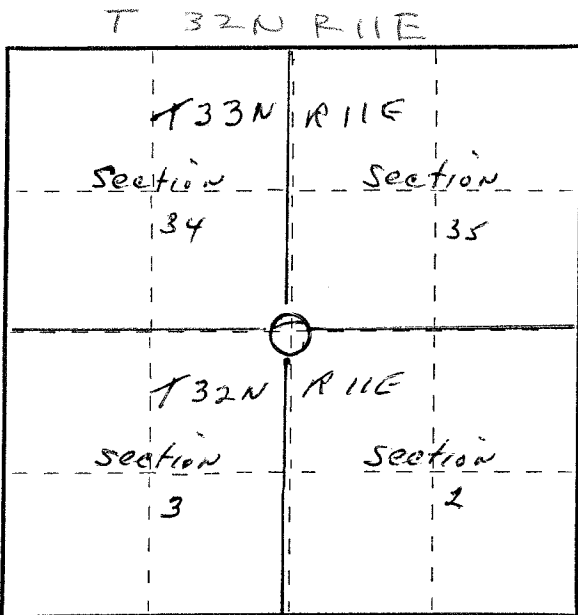 T 32N R11E
T33N R11E
Section Section
34 35
T32N R11E
Section Section
3 2